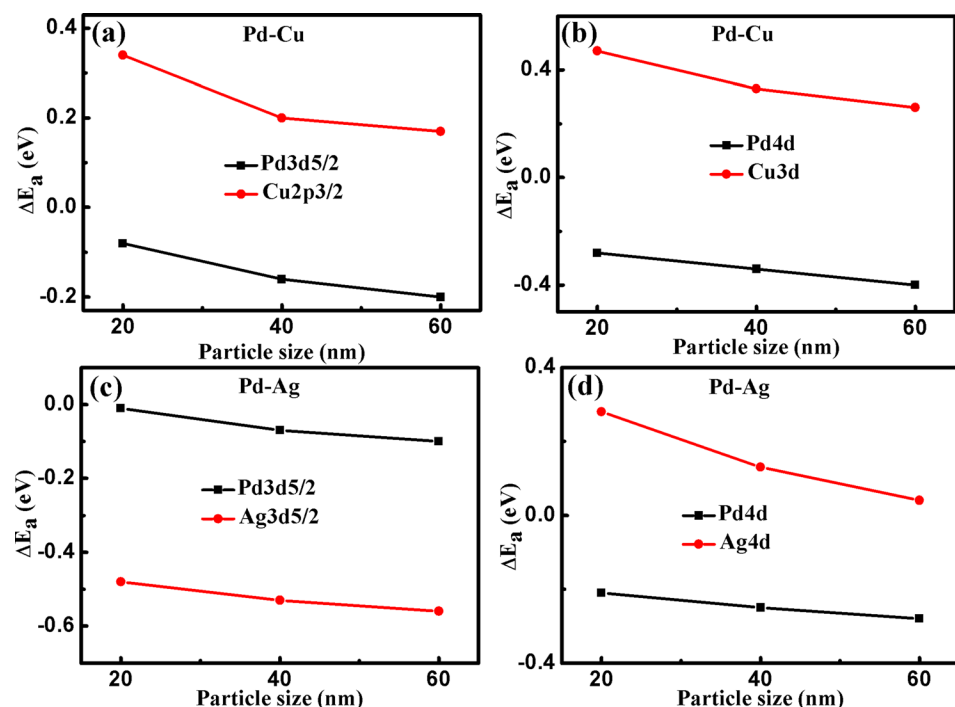 (a)
Pd-Cu
0.4
0.2
0.0
-0.2
ΔEa (eV)
Pd3d5/2
Cu2p3/2
20
40
60
Particle size (nm)
(b)
Pd-Cu
0.4
0.0
-0.4
ΔEa (eV)
Pd4d
Cu3d
20
40
60
Particle size (nm)
(c)
Pd-Ag
0.0
-0.2
-0.4
-0.6
ΔEa (eV)
Pd3d5/2
Ag3d5/2
20
40
60
Particle size (nm)
(d)
Pd-Ag
0.4
0.0
-0.4
ΔEa (eV)
Pd4d
Ag4d
20
40
60
Particle size (nm)